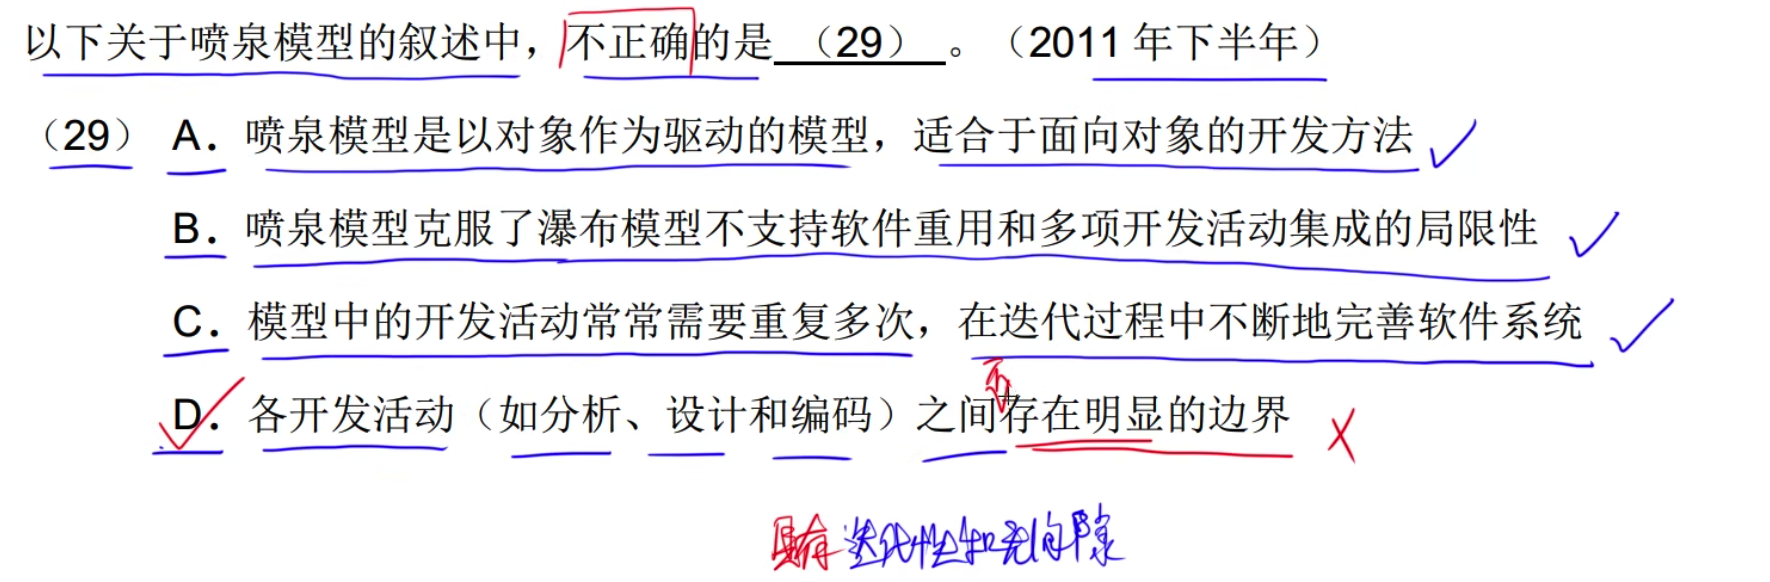 以下关于喷泉模型的叙述中，不正确的是（29）。（2011 年下半年）
（29） A．喷泉模型是以对象作为驱动的模型，适合于面向对象的开发方法
B．喷泉模型克服了瀑布模型不支持软件重用和多项开发活动集成的局限性
C．模型中的开发活动常常需要重复多次，在迭代过程中不断地完善软件系统
不
D．各开发活动（如分析、设计和编码）之间存在明显的边界
具有迭代性和无间隙